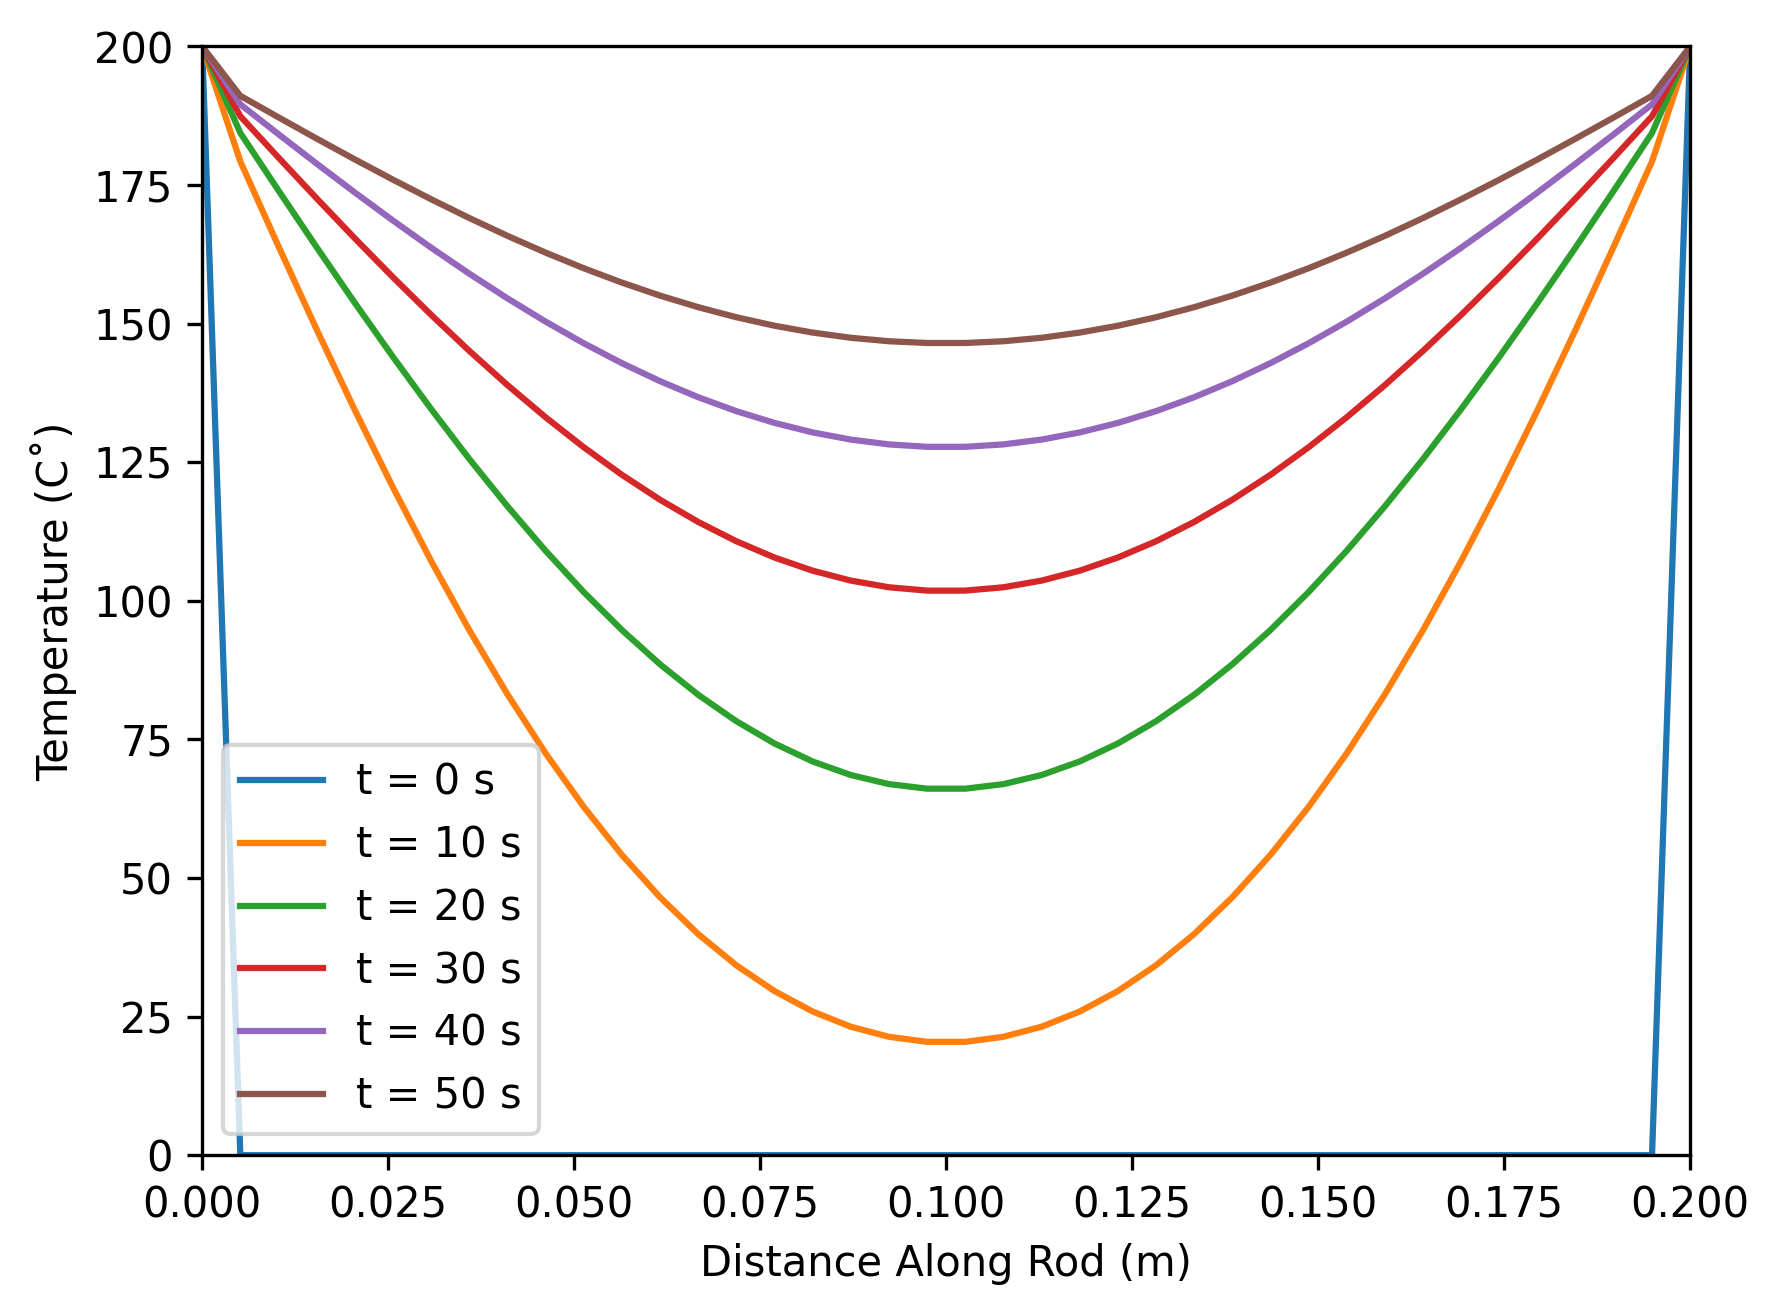 200
175
150
125
100
75
50
25
0
Temperature (C˚)
t = 0 s
t = 10 s
t = 20 s
t = 30 s
t = 40 s
t = 50 s
0.000 0.025 0.050 0.075 0.100 0.125 0.150 0.175 0.200
Distance Along Rod (m)